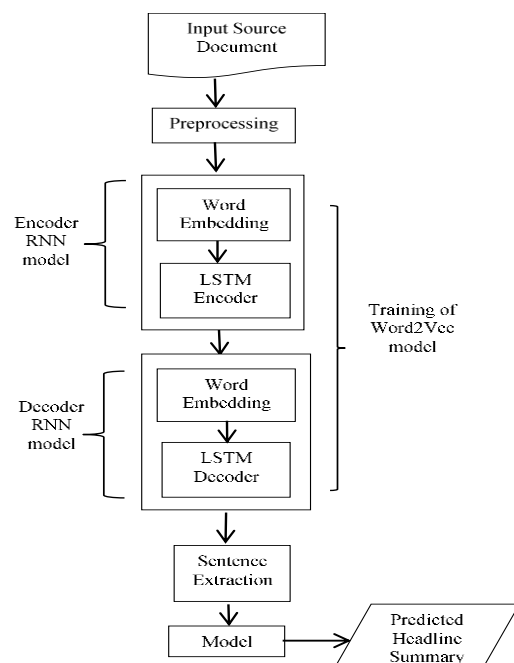 Input Source
Document
Preprocessing
Encoder
RNN
model
Word
Embedding
LSTM
Encoder
Training of
Word2Vec
model
Decoder
RNN
model
Word
Embedding
LSTM
Decoder
Sentence
Extraction
Model
Predicted
Headline
Summary